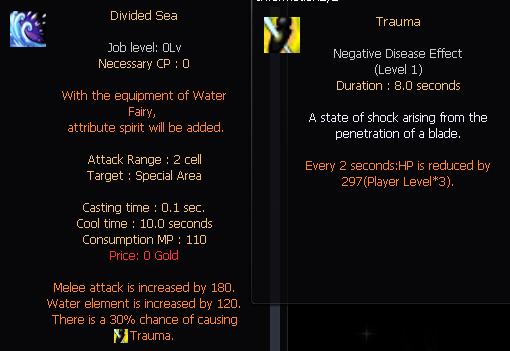 Divided Sea
Job level: 0Lv
Necessary CP : 0
With the equipment of Water
Fairy,
attribute spirit will be added.
Attack Range : 2 cell
Target : Special Area
Casting time : 0.1 sec.
Cool time : 10.0 seconds
Consumption MP : 110
Price: 0 Gold
Melee attack is increased by 180.
Water element is increased by 120.
There is a 30% chance of causing
Trauma.
Trauma
Negative Disease Effect
(Level 1)
Duration : 8.0 seconds
A state of shock arising from the
penetration of a blade.
Every 2 seconds:HP is reduced by
297(Player Level*3).